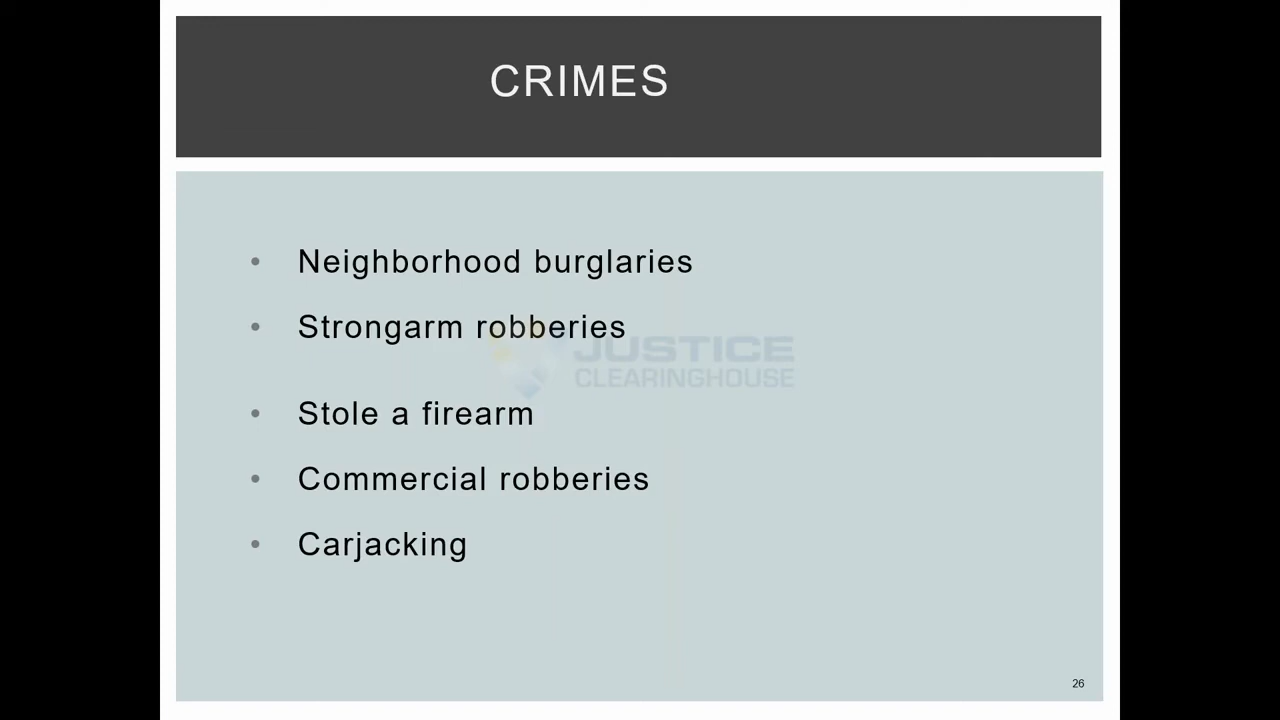 CRIMES
• Neighborhood burglaries
• Strongarm robberies
JUSTICE
CLEARINGHOUSE
• Stole a firearm
• Commercial robberies
• Carjacking
26